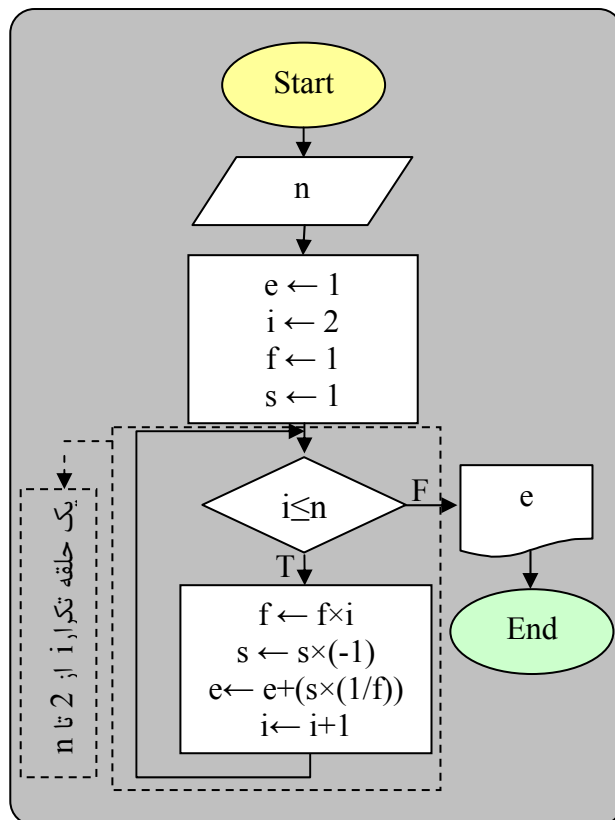 Start
n
e ← 1
i ← 2
f ← 1
s ← 1
i≤n
F
e
T
f ← f×i
s ← s×(-1)
e← e+(s×(1/f))
i← i+1
End
یک حلقه تکرار، i از 2 تا n